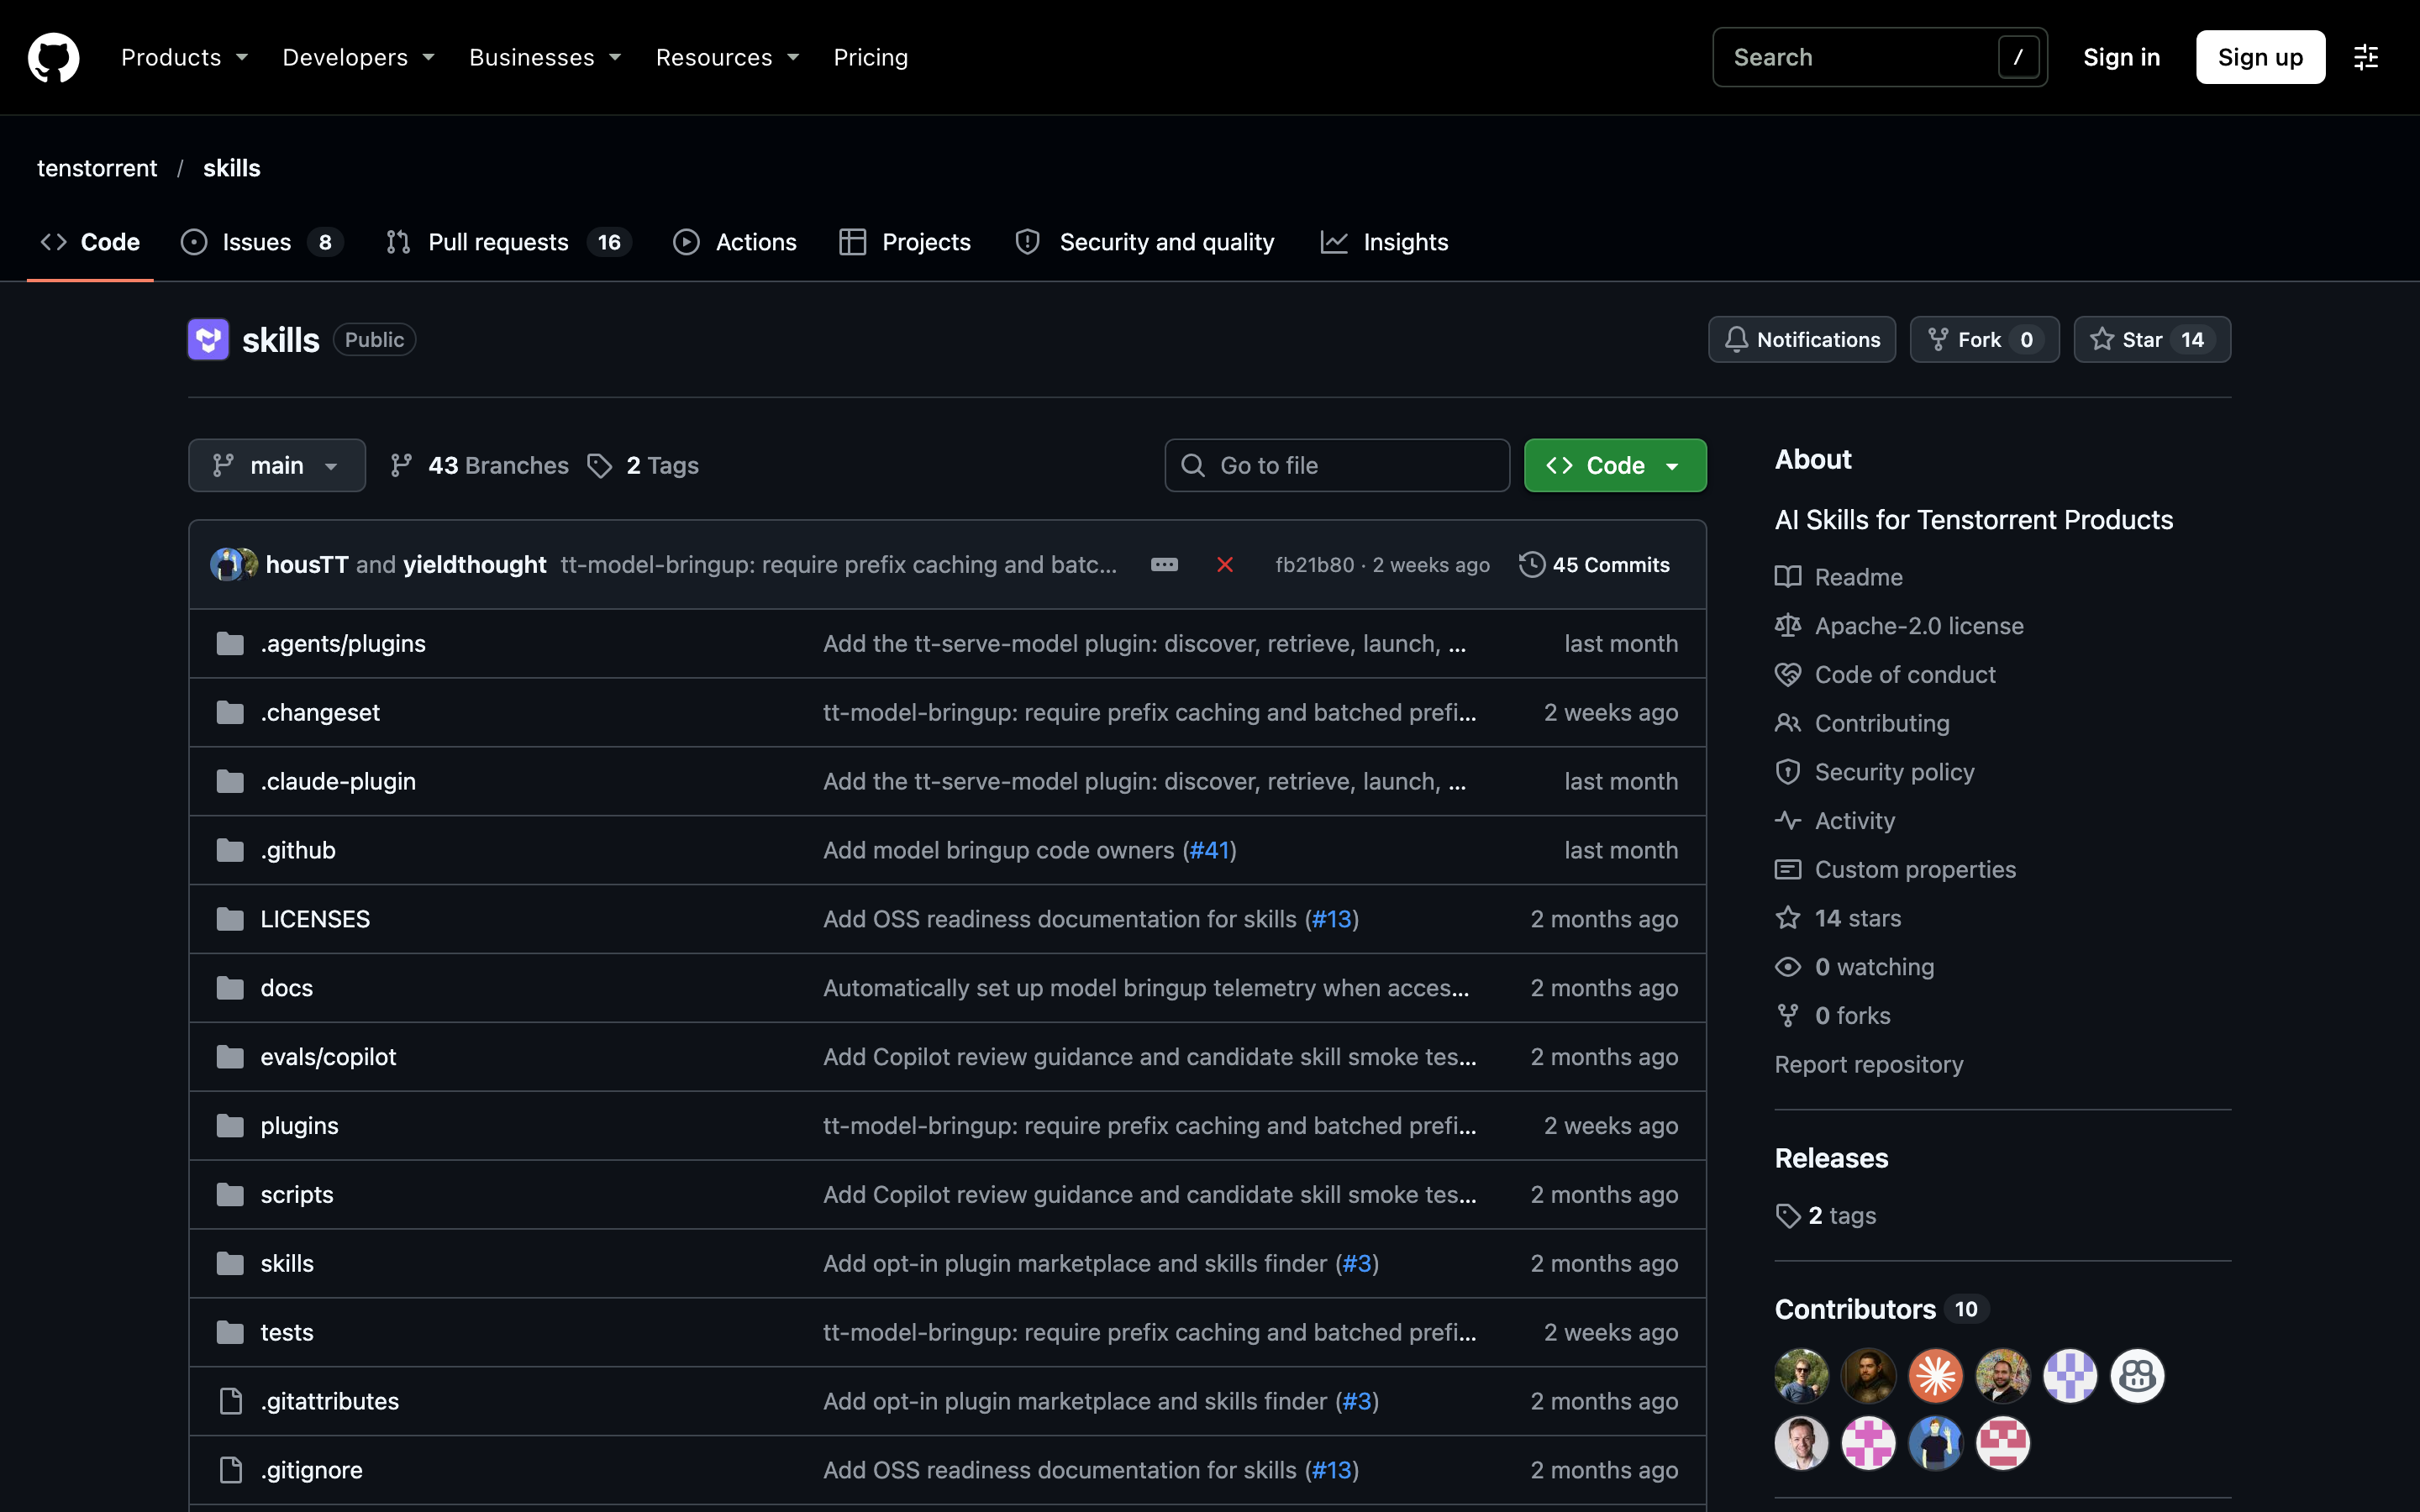 Products Developers Businesses Resources Pricing Search / Sign in Sign up
tenstorrent / skills
Code Issues 8 Pull requests 16 Actions Projects Security and quality Insights
skills Public Notifications Fork 0 Star 14
main 43 Branches 2 Tags Go to file Code
housTT and yieldthought tt-model-bringup: require prefix caching and batc... fb21b80 · 2 weeks ago 45 Commits
.agents/plugins Add the tt-serve-model plugin: discover, retrieve, launch, ... last month
.changeset tt-model-bringup: require prefix caching and batched prefi... 2 weeks ago
.claude-plugin Add the tt-serve-model plugin: discover, retrieve, launch, ... last month
.github Add model bringup code owners (#41) last month
LICENSES Add OSS readiness documentation for skills (#13) 2 months ago
docs Automatically set up model bringup telemetry when acces... 2 months ago
evals/copilot Add Copilot review guidance and candidate skill smoke tes... 2 months ago
plugins tt-model-bringup: require prefix caching and batched prefi... 2 weeks ago
scripts Add Copilot review guidance and candidate skill smoke tes... 2 months ago
skills Add opt-in plugin marketplace and skills finder (#3) 2 months ago
tests tt-model-bringup: require prefix caching and batched prefi... 2 weeks ago
.gitattributes Add opt-in plugin marketplace and skills finder (#3) 2 months ago
.gitignore Add OSS readiness documentation for skills (#13) 2 months ago
About
AI Skills for Tenstorrent Products
Readme
Apache-2.0 license
Code of conduct
Contributing
Security policy
Activity
Custom properties
14 stars
0 watching
0 forks
Report repository
Releases
2 tags
Contributors 10